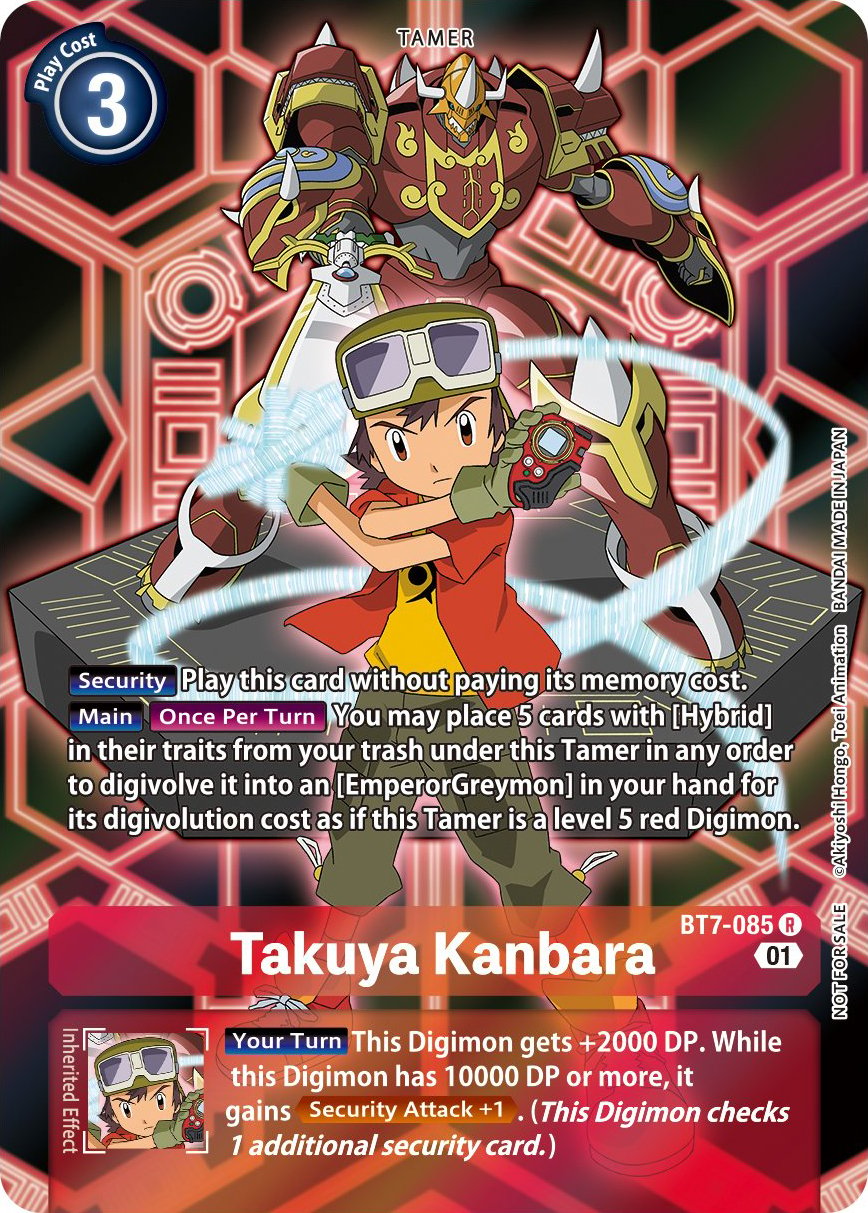 TAMER
Play Cost
3
Security Play this card without paying its memory cost.
Main Once Per Turn You may place 5 cards with [Hybrid]
in their traits from your trash under this Tamer in any order
to digivolve it into an [EmperorGreymon] in your hand for
its digivolution cost as if this Tamer is a level 5 red Digimon.
BT7-085 R
Takuya Kanbara
01
Inherited Effect
Your Turn This Digimon gets +2000 DP. While
this Digimon has 10000 DP or more, it
gains Security Attack +1 . (This Digimon checks
1 additional security card.)
NOT FOR SALE ©Akiyoshi Hongo, Toei Animation BANDAI MADE IN JAPAN